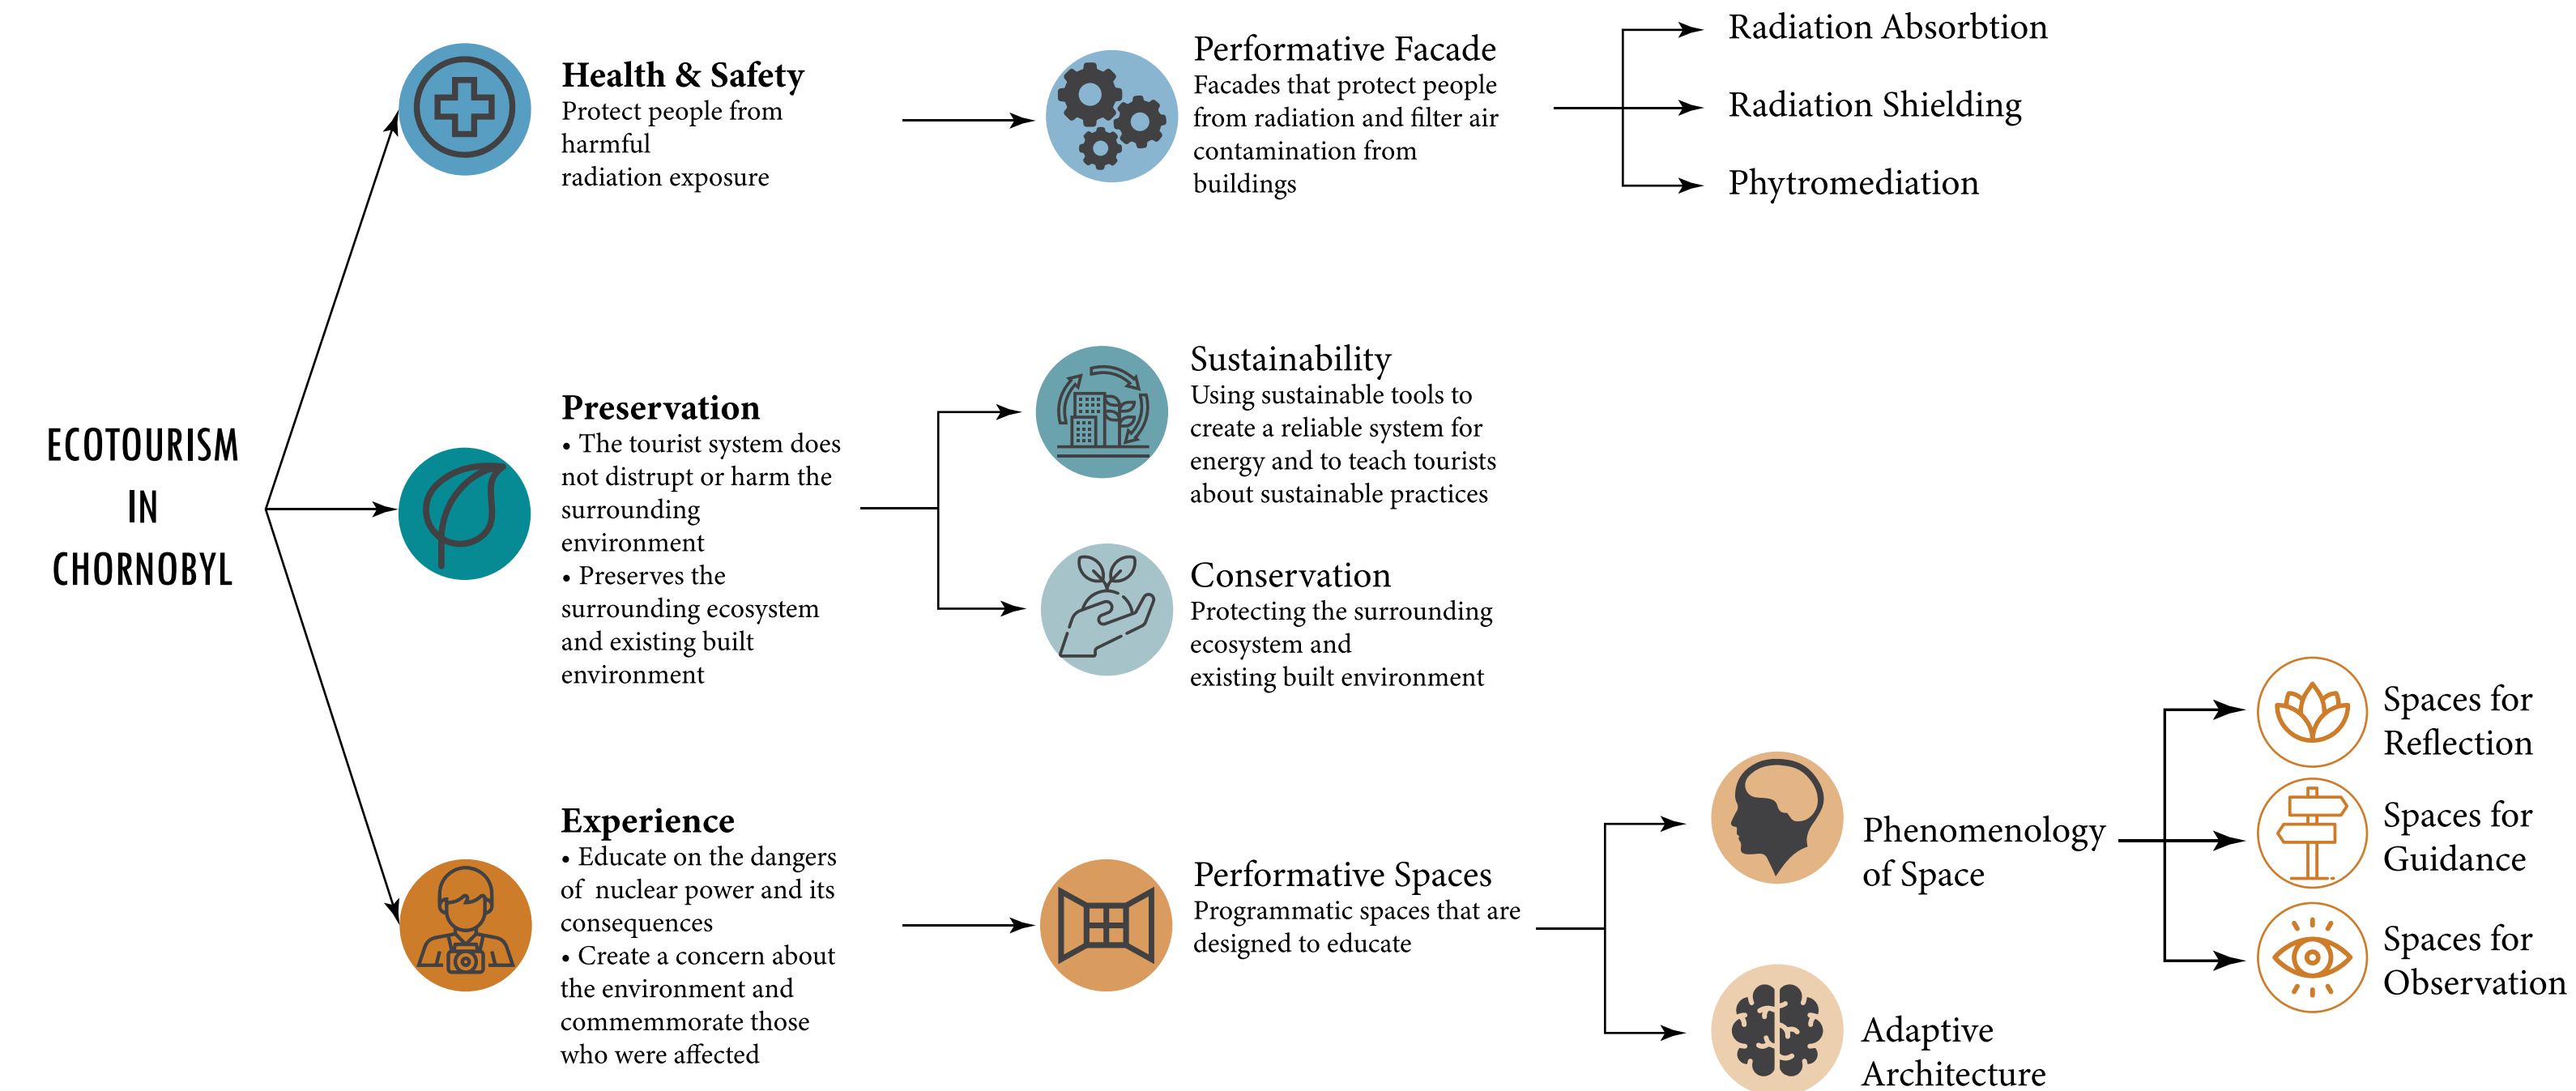 ECOTOURISM
IN
CHORNOBYL
Health & Safety
Protect people from
harmful
radiation exposure
Performative Facade
Facades that protect people
from radiation and filter air
contamination from
buildings
Radiation Absorbtion
Radiation Shielding
Phytromediation
Preservation
• The tourist system does
not distrupt or harm the
surrounding
environment
• Preserves the
surrounding ecosystem
and existing built
environment
Sustainability
Using sustainable tools to
create a reliable system for
energy and to teach tourists
about sustainable practices
Conservation
Protecting the surrounding
ecosystem and
existing built environment
Experience
• Educate on the dangers
of nuclear power and its
consequences
• Create a concern about
the environment and
commemmorate those
who were affected
Performative Spaces
Programmatic spaces that are
designed to educate
Phenomenology
of Space
Adaptive
Architecture
Spaces for
Reflection
Spaces for
Guidance
Spaces for
Observation